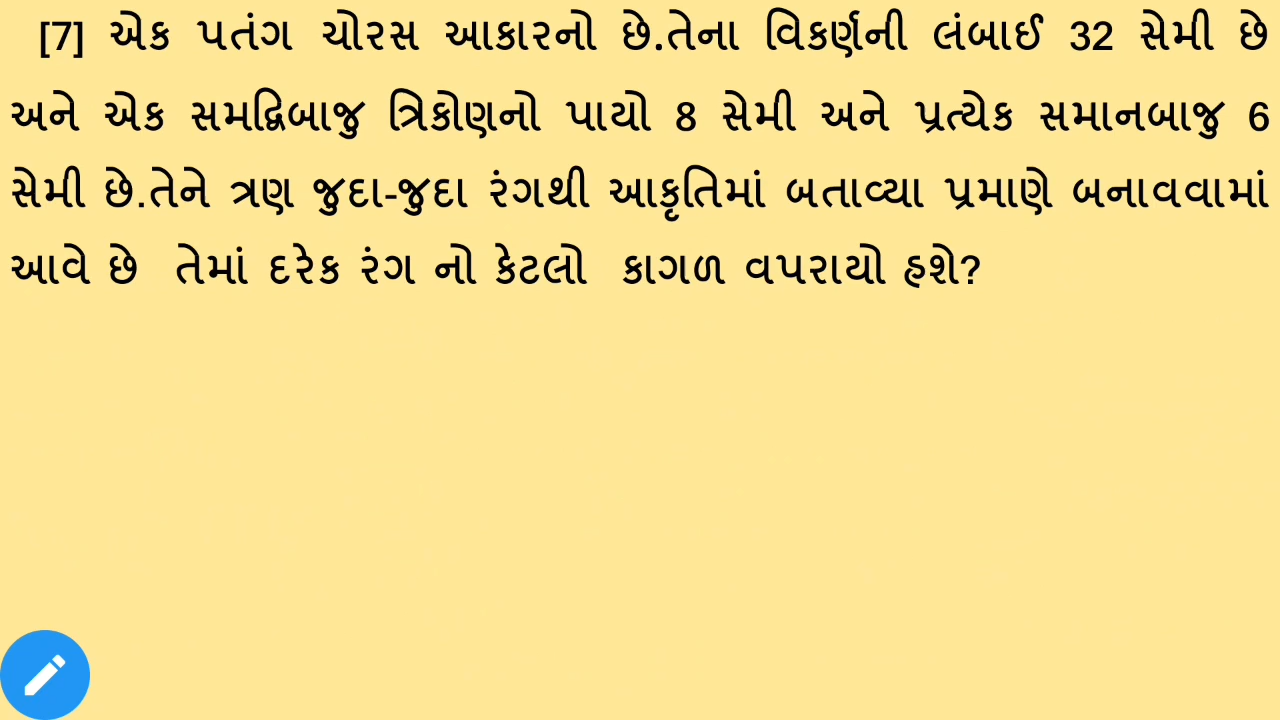 [7] એક પતંગ ચોરસ આકારનો છે.તેના વિકર્ણની લંબાઈ 32 સેમી છે
અને એક સમદ્વિબાજુ ત્રિકોણનો પાયો 8 સેમી અને પ્રત્યેક સમાનબાજુ 6
સેમી છે.તેને ત્રણ જુદા-જુદા રંગથી આકૃતિમાં બતાવ્યા પ્રમાણે બનાવવામાં
આવે છે તેમાં દરેક રંગ નો કેટલો કાગળ વપરાયો હશે?